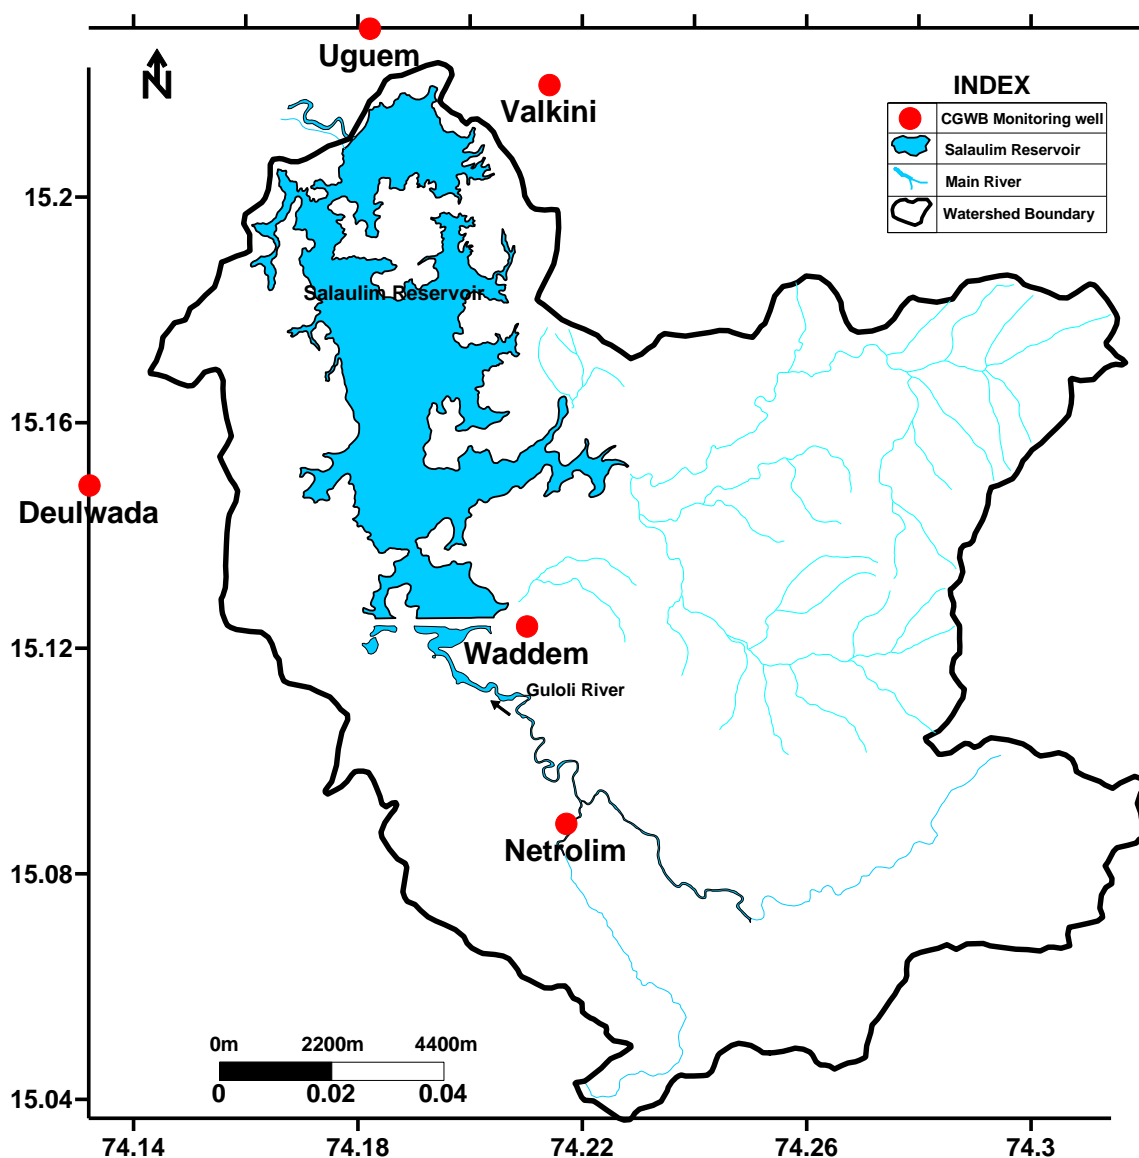 Uguem
N
Valkini
INDEX
CGWB Monitoring well
Salaulim Reservoir
Main River
Watershed Boundary
15.2
Salaulim Reservoir
15.16
Deulwada
15.12
Waddem
Guloli River
Netrolim
15.08
0m 2200m 4400m
0 0.02 0.04
15.04
74.14 74.18 74.22 74.26 74.3